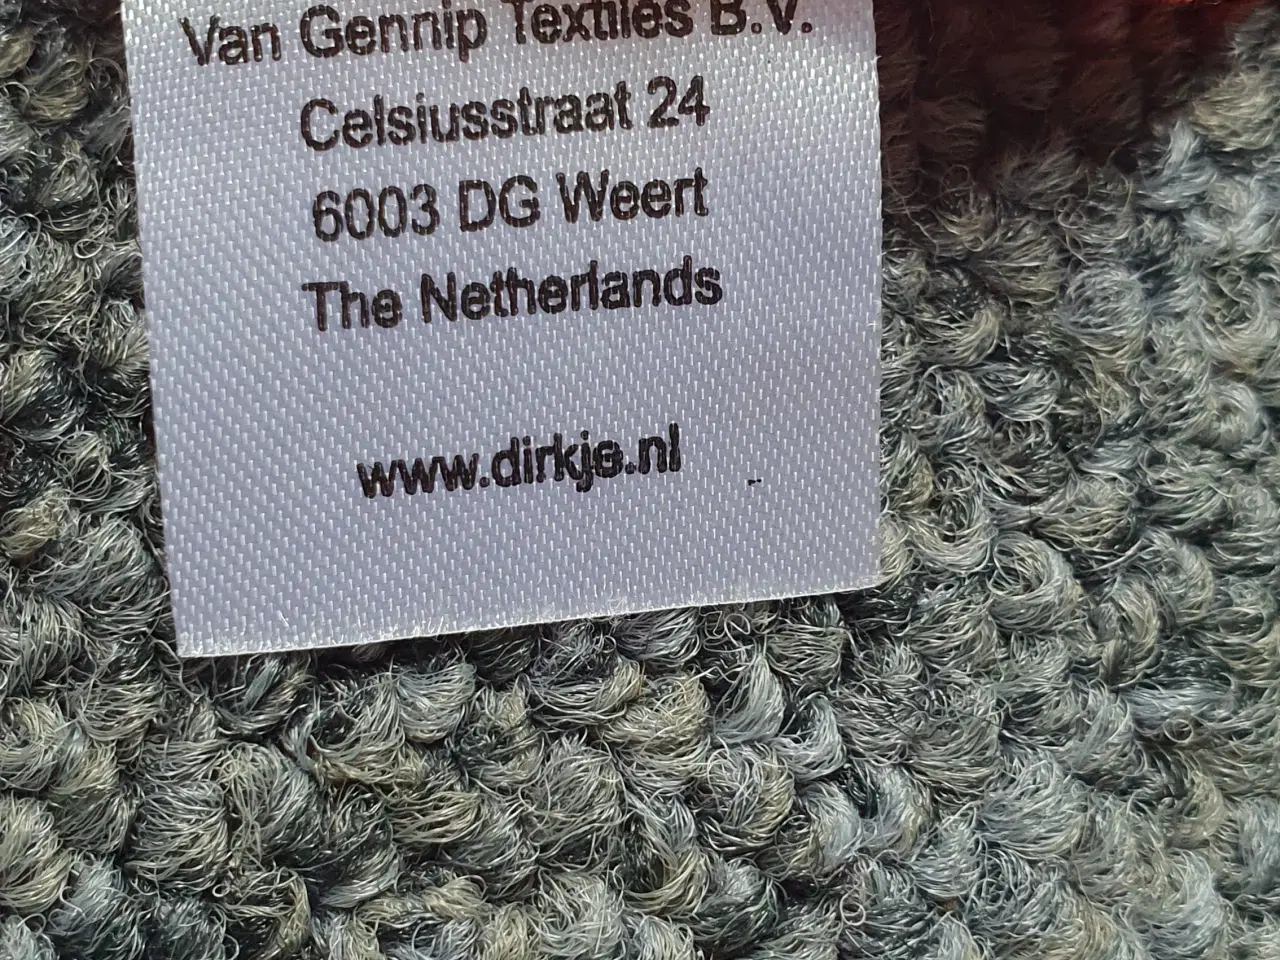 Van Gennip Textiles B.V.
Celsiusstraat 24
6003 DG Weert
The Netherlands
www.dirkje.nl